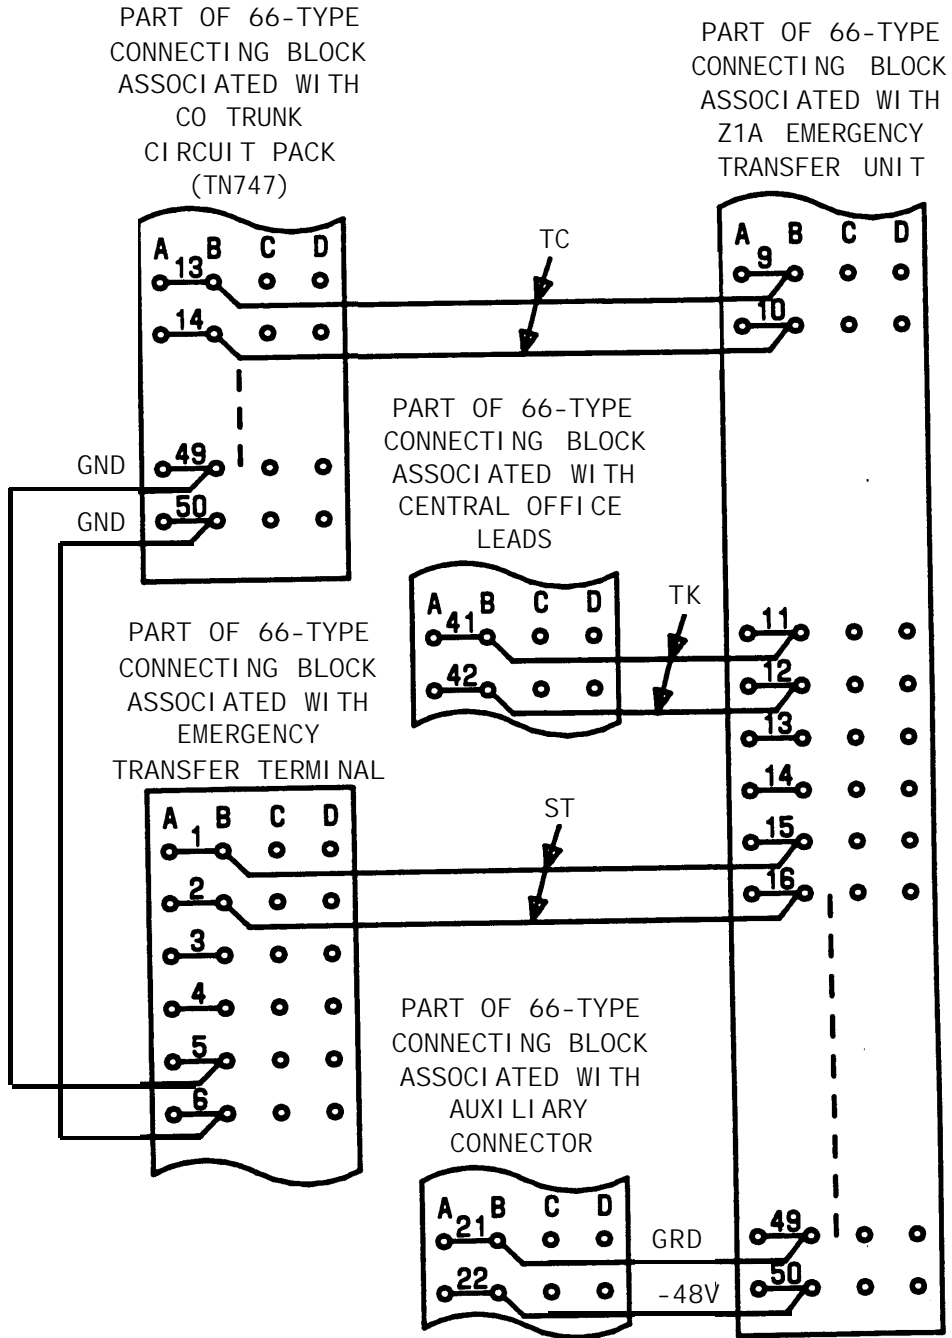 PART OF 66-TYPE
CONNECTING BLOCK
ASSOCIATED WITH
CO TRUNK
CIRCUIT PACK
(TN747)
PART OF 66-TYPE
CONNECTING BLOCK
ASSOCIATED WITH
Z1A EMERGENCY
TRANSFER UNIT
A B C D
13
14
49
50
GND
GND
TC
A B C D
9
10
11
12
13
14
15
16
49
50
PART OF 66-TYPE
CONNECTING BLOCK
ASSOCIATED WITH
CENTRAL OFFICE
LEADS
A B C D
41
42
TK
PART OF 66-TYPE
CONNECTING BLOCK
ASSOCIATED WITH
EMERGENCY
TRANSFER TERMINAL
A B C D
1
2
3
4
5
6
ST
PART OF 66-TYPE
CONNECTING BLOCK
ASSOCIATED WITH
AUXILIARY
CONNECTOR
A B C D
21
22
GRD
-48V